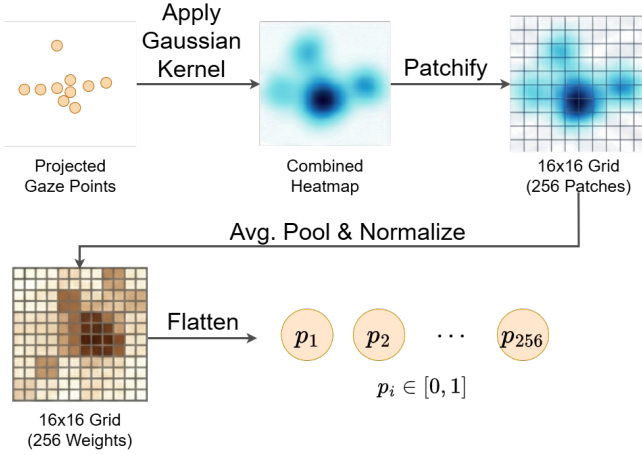 Apply
Gaussian
Kernel
Patchify
Projected
Gaze Points
Combined
Heatmap
16x16 Grid
(256 Patches)
Avg. Pool & Normalize
Flatten
p₁ p₂ ⋯ p₂₅₆
pᵢ ∈ [0, 1]
16x16 Grid
(256 Weights)